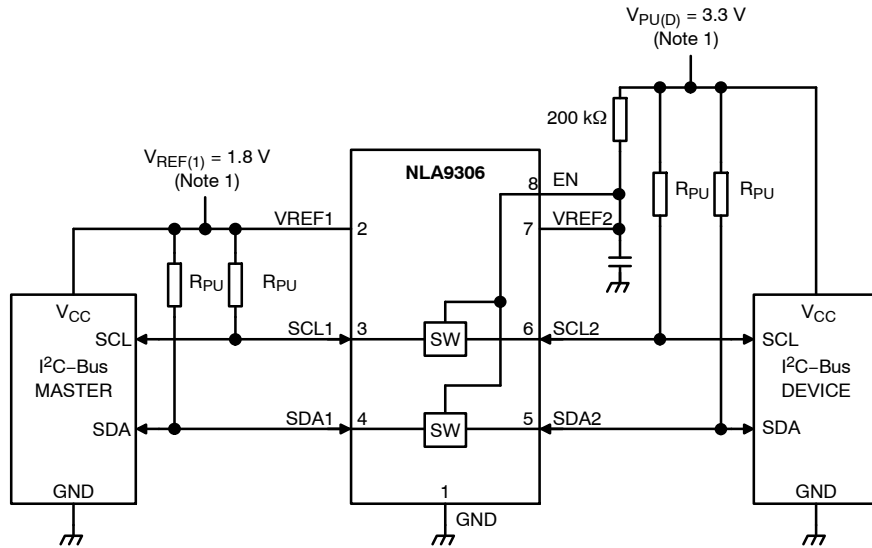 V_PU(D) = 3.3 V
(Note 1)
200 kΩ
V_REF(1) = 1.8 V
(Note 1)
NLA9306
8 EN
R_PU R_PU
VREF1 2
7 VREF2
R_PU R_PU
V_CC
V_CC
SCL SCL1 3 SW 6 SCL2 SCL
I²C–Bus
MASTER
I²C–Bus
DEVICE
SDA SDA1 4 SW 5 SDA2 SDA
GND
1
GND
GND